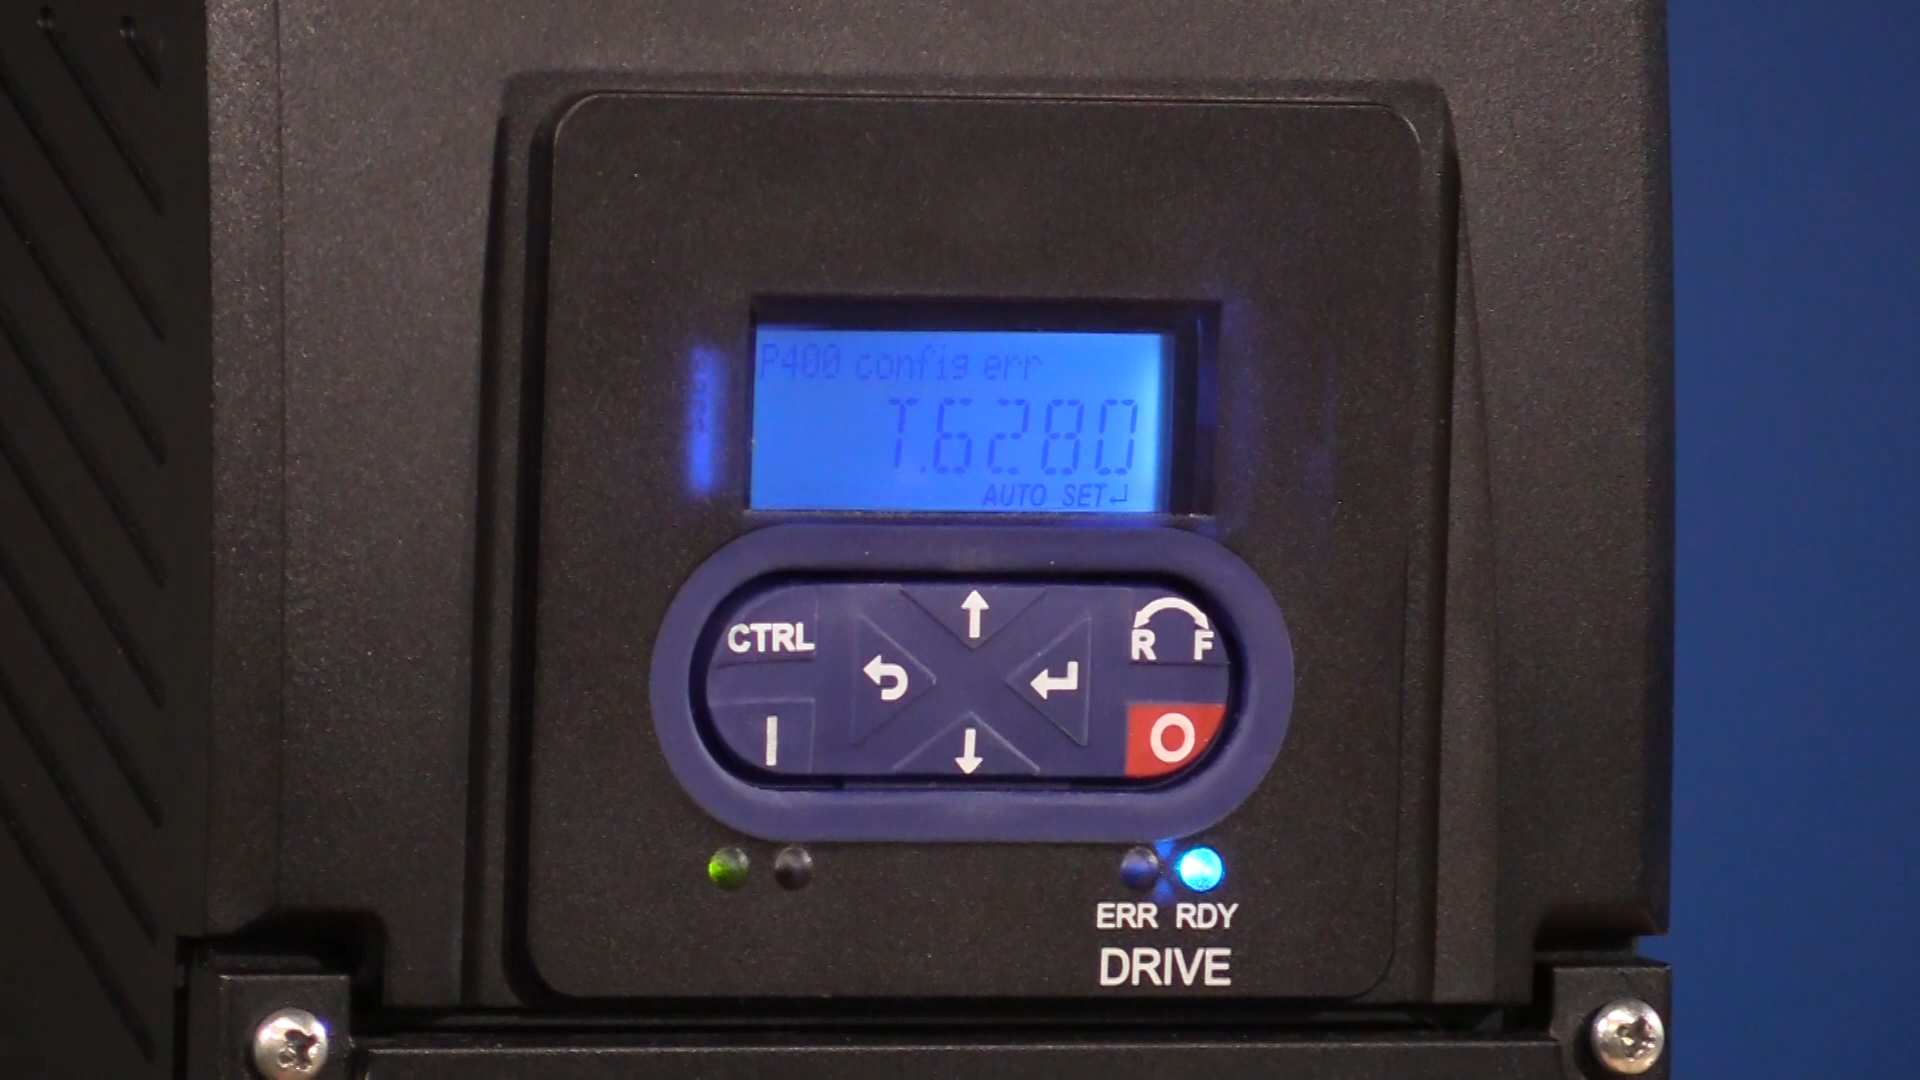 P400 config err
T.6280
AUTO SET↵
CTRL
R F
I
O
ERR RDY
DRIVE